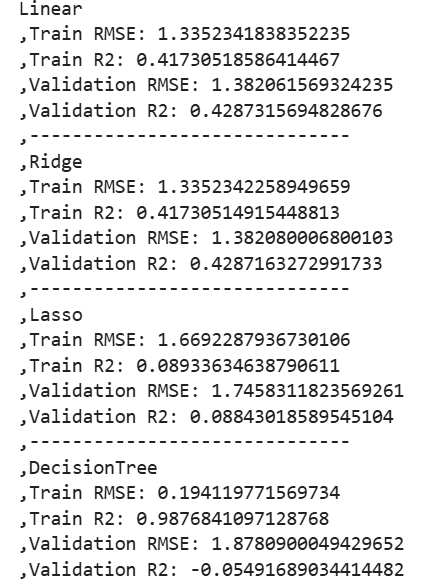 Linear
,Train RMSE: 1.3352341838352235
,Train R2: 0.41730518586414467
,Validation RMSE: 1.382061569324235
,Validation R2: 0.4287315694828676
,------------------------------
,Ridge
,Train RMSE: 1.3352342258949659
,Train R2: 0.41730514915448813
,Validation RMSE: 1.382080006800103
,Validation R2: 0.4287163272991733
,------------------------------
,Lasso
,Train RMSE: 1.6692287936730106
,Train R2: 0.08933634638790611
,Validation RMSE: 1.7458311823569261
,Validation R2: 0.08843018589545104
,------------------------------
,DecisionTree
,Train RMSE: 0.194119771569734
,Train R2: 0.9876841097128768
,Validation RMSE: 1.8780900049429652
,Validation R2: -0.05491689034414482